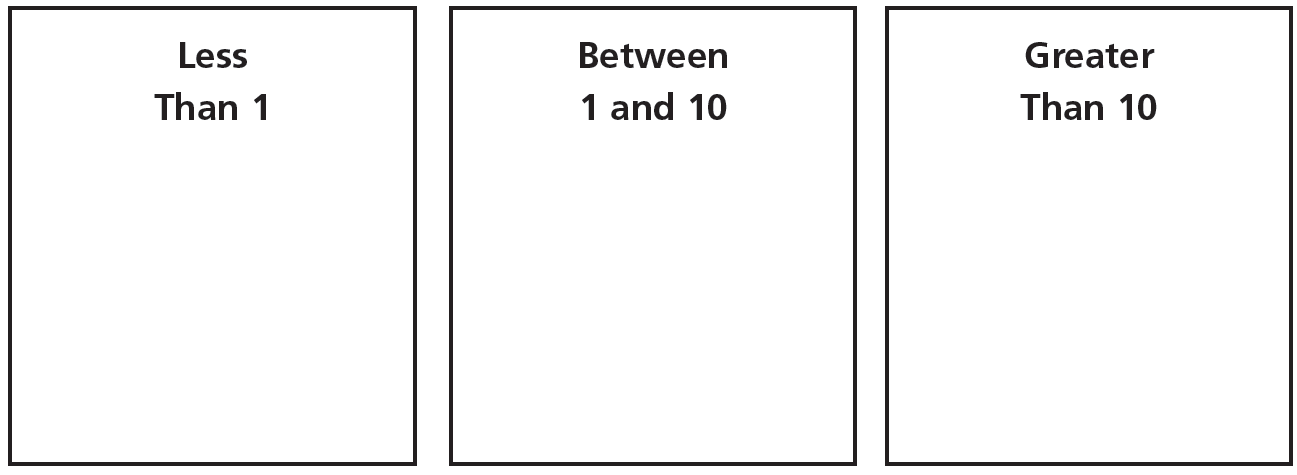 Less
Than 1
Between
1 and 10
Greater
Than 10